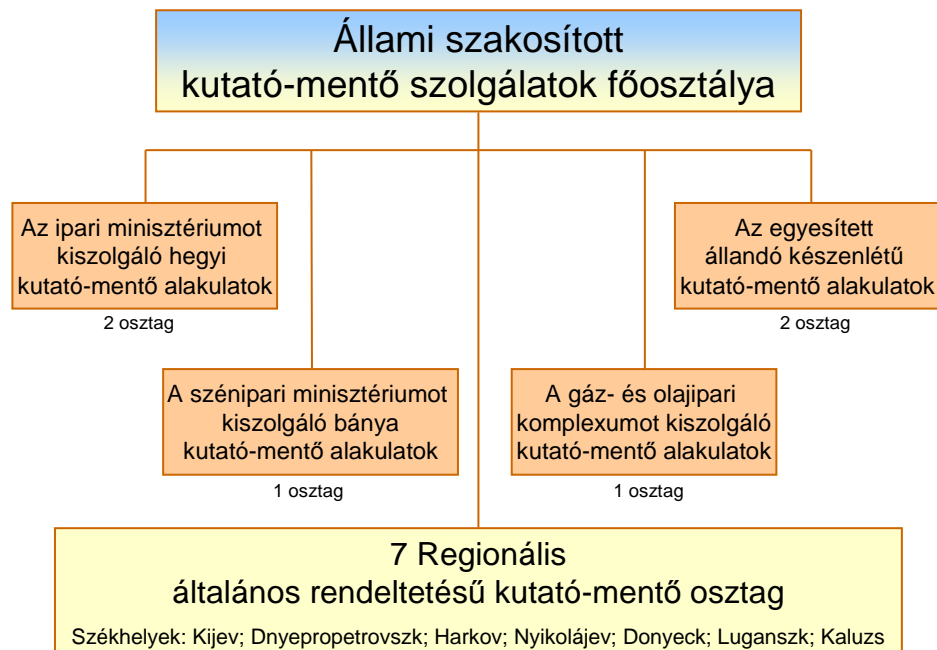 Állami szakosított
kutató-mentő szolgálatok főosztálya
Az ipari minisztériumot
kiszolgáló hegyi
kutató-mentő alakulatok
2 osztag
Az egyesített
állandó készenlétű
kutató-mentő alakulatok
2 osztag
A szénipari minisztériumot
kiszolgáló bánya
kutató-mentő alakulatok
1 osztag
A gáz- és olajipari
komplexumot kiszolgáló
kutató-mentő alakulatok
1 osztag
7 Regionális
általános rendeltetésű kutató-mentő osztag
Székhelyek: Kijev; Dnyepropetrovszk; Harkov; Nyikolájev; Donyeck; Luganszk; Kaluzs